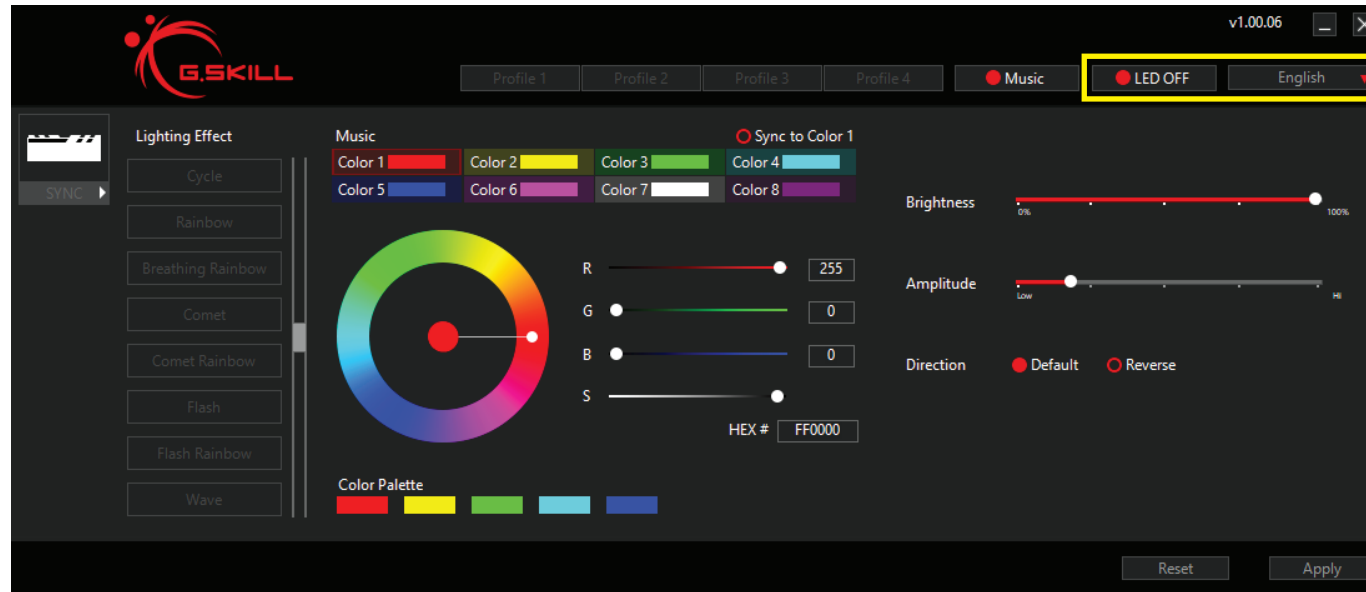 v1.00.06
G.SKILL
Profile 1 Profile 2 Profile 3 Profile 4 Music LED OFF English
Lighting Effect
Music
Sync to Color 1
Color 1 Color 2 Color 3 Color 4
Color 5 Color 6 Color 7 Color 8
SYNC
Cycle
Rainbow
Breathing Rainbow
Comet
Comet Rainbow
Flash
Flash Rainbow
Wave
R 255
G 0
B 0
S
HEX # FF0000
Color Palette
Brightness
0% 100%
Amplitude
Low HI
Direction Default Reverse
Reset Apply